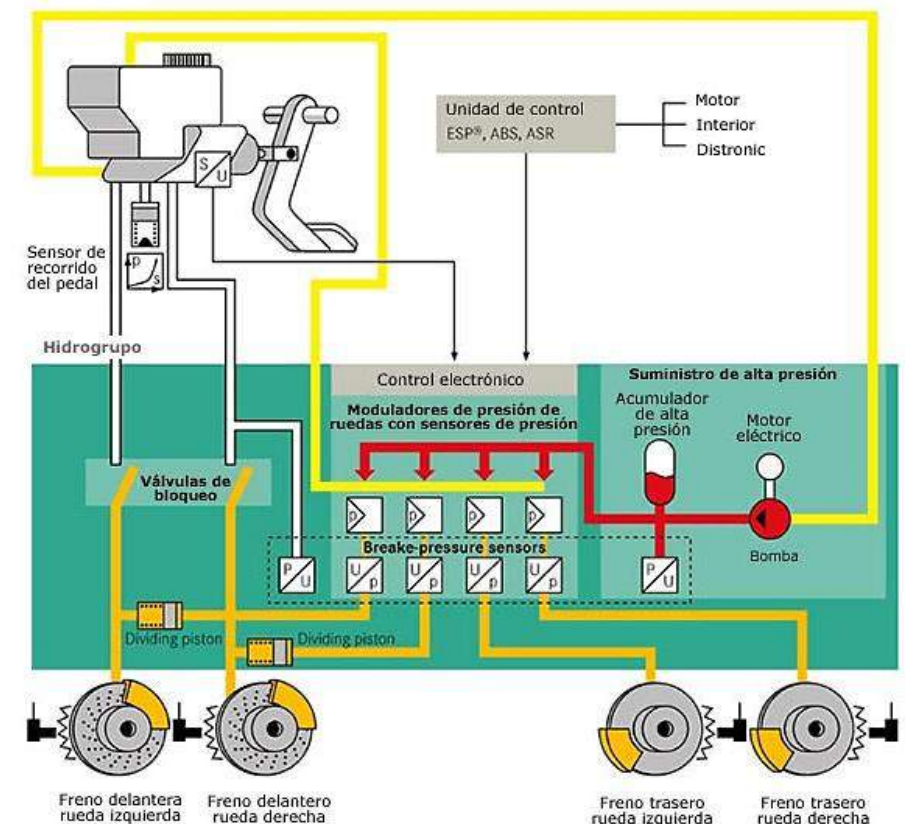 Unidad de control
ESP®, ABS, ASR
Motor
Interior
Distronic
S
U
Sensor de
recorrido
del pedal
p
s
Hidrogrupo
Control electrónico
Moduladores de presión de
ruedas con sensores de presión
Suministro de alta presión
Acumulador
de alta
presión
Motor
eléctrico
Válvulas de
bloqueo
p
p
p
p
Bomba
Breake-pressure sensors
P
U
U
p
U
p
U
p
U
p
P
U
Dividing piston
Dividing piston
Freno delantera
rueda izquierda
Freno delantero
rueda derecha
Freno trasero
rueda izquierda
Freno trasero
rueda derecha